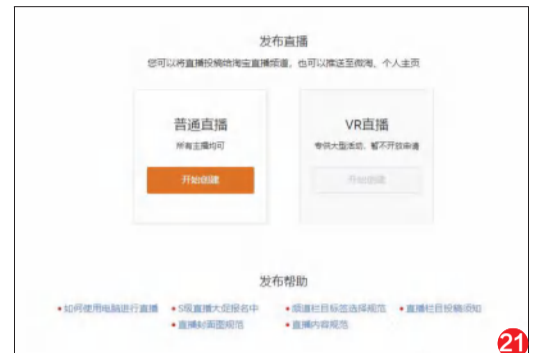 发布直播
您可以将直播投稿给淘宝直播频道，也可以推送至微淘、个人主页
普通直播
所有主播均可
开始创建
VR直播
专供大型活动，暂不开放申请
开始创建
发布帮助
•如何使用电脑进行直播 •S级直播大促报名中 •频道栏目标签选择规范 •直播栏目投稿须知
•直播封面图规范 •直播内容规范
21